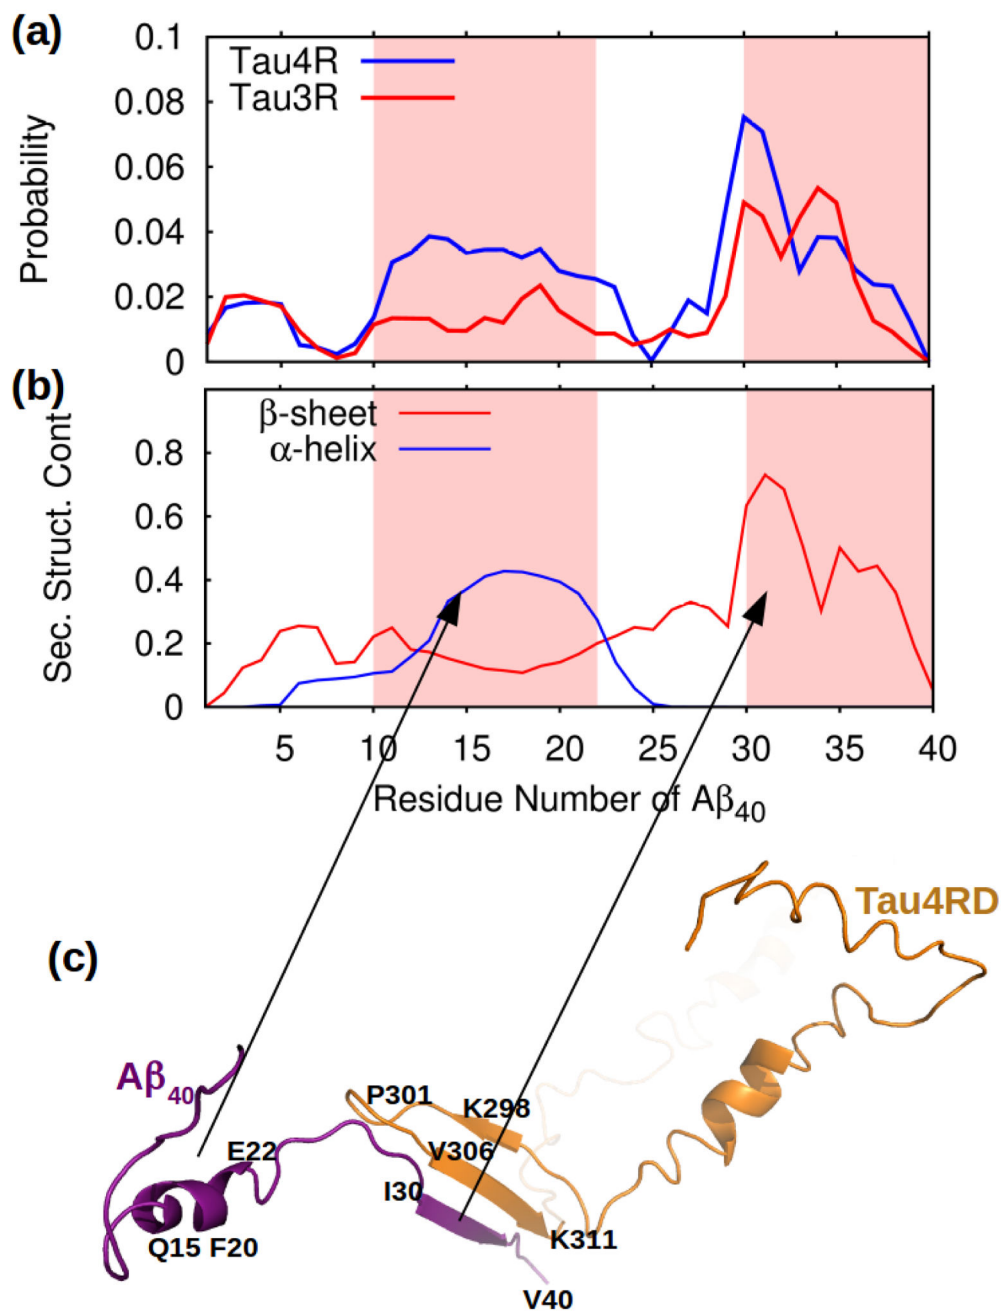 (a)
0.1
0.08
0.06
0.04
0.02
0
Probability
Tau4R
Tau3R
(b)
0.8
0.6
0.4
0.2
0
Sec. Struct. Cont
β-sheet
α-helix
5 10 15 20 25 30 35 40
Residue Number of Aβ40
(c)
Tau4RD
Aβ40
P301
K298
E22
V306
I30
Q15 F20
K311
V40